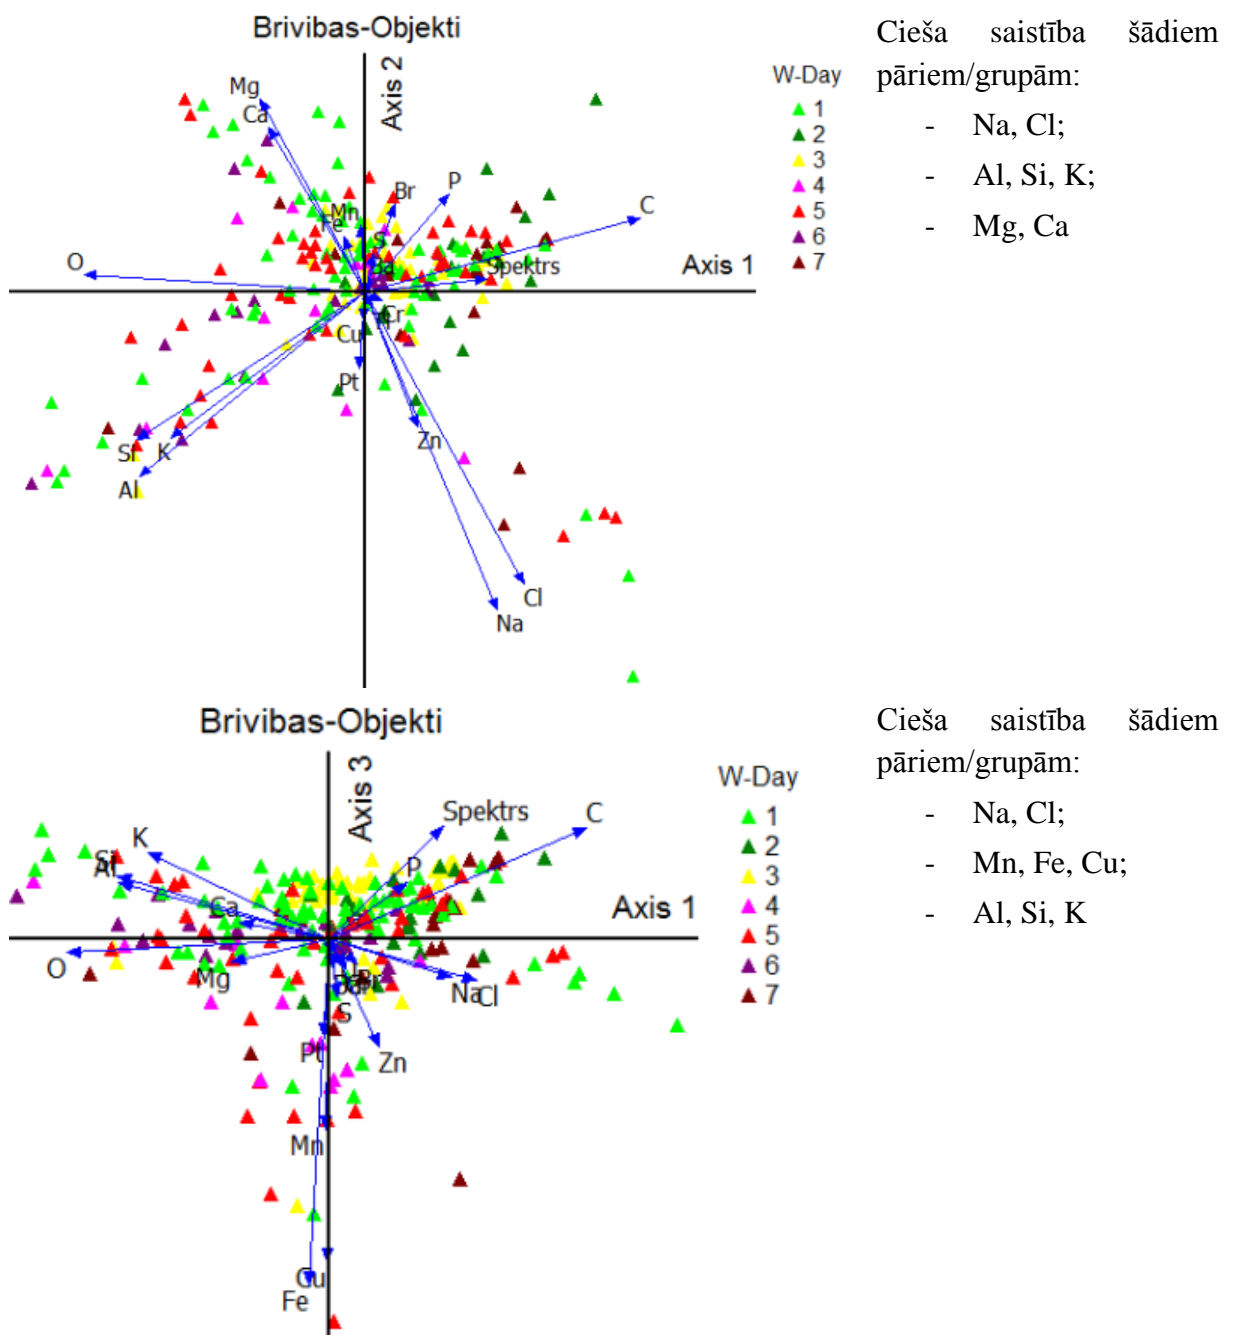 Brivibas-Objekti
Axis 2
Mg
Ca
Br
P
Mn
Fe
S
C
O
Ba
Spektrs
Axis 1
Cr
Cu
Pt
Zn
Si
K
Al
Cl
Na
W-Day
1
2
3
4
5
6
7
Cieša saistība šādiem
pāriem/grupām:
- Na, Cl;
- Al, Si, K;
- Mg, Ca
Brivibas-Objekti
Axis 3
Spektrs
C
K
Si
Al
P
Ca
Axis 1
O
Mg
Na
Cl
S
Pt
Zn
Mn
Cu
Fe
W-Day
1
2
3
4
5
6
7
Cieša saistība šādiem
pāriem/grupām:
- Na, Cl;
- Mn, Fe, Cu;
- Al, Si, K